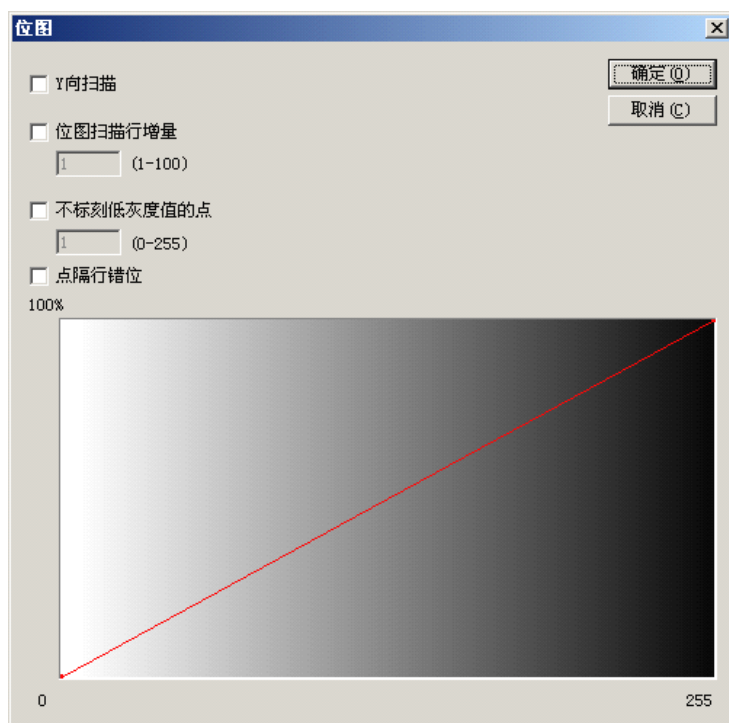 位图
确定(O)
Y向扫描
取消(C)
位图扫描行增量
1 (1-100)
不标刻低灰度值的点
1 (0-255)
点隔行错位
100%
0 255